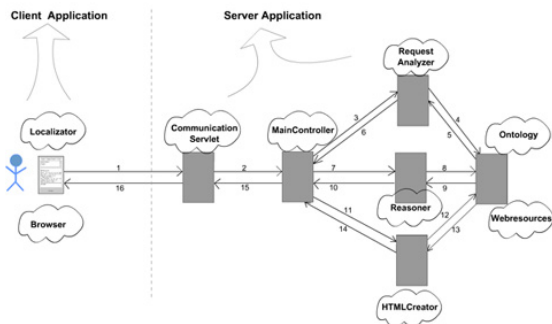 Client Application
Server Application
Request
Analyzer
Localizator
Communication
Servlet
MainController
Ontology
3
6
4
5
1
2
7
8
16
15
10
9
Reasoner
Browser
11
14
12
13
Webresources
HTMLCreator